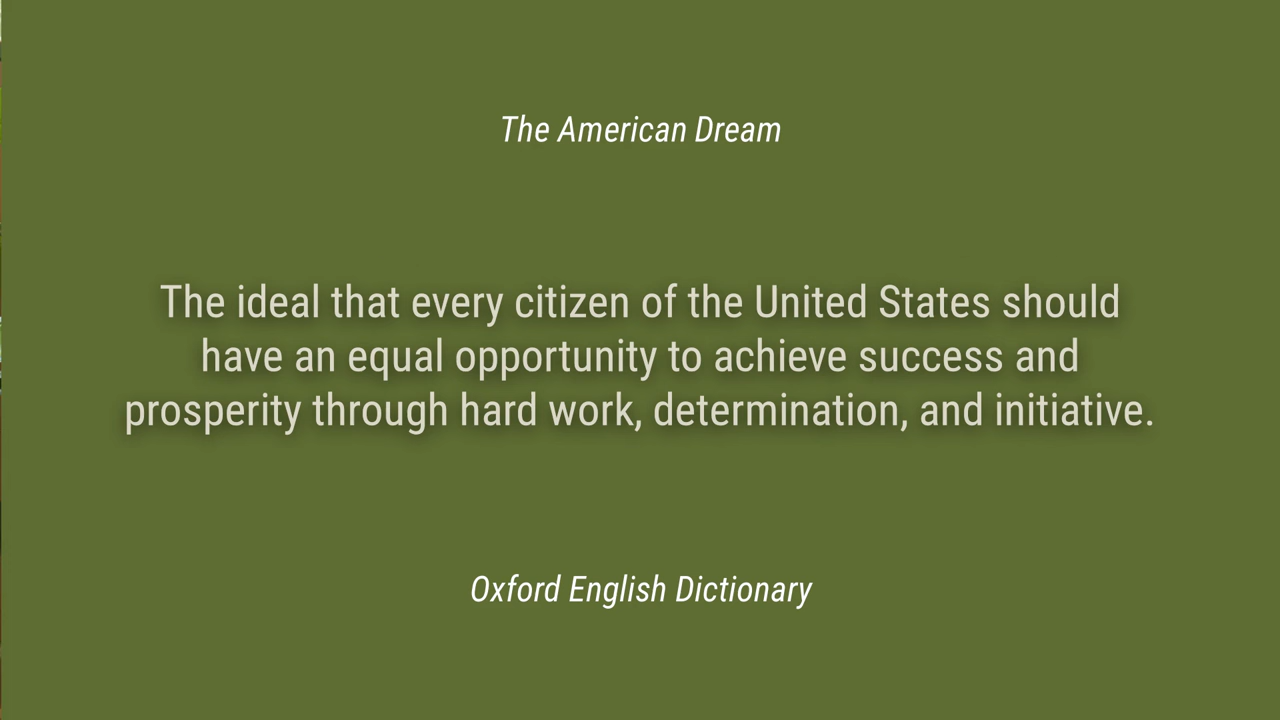 The American Dream
The ideal that every citizen of the United States should
have an equal opportunity to achieve success and
prosperity through hard work, determination, and initiative.
Oxford English Dictionary